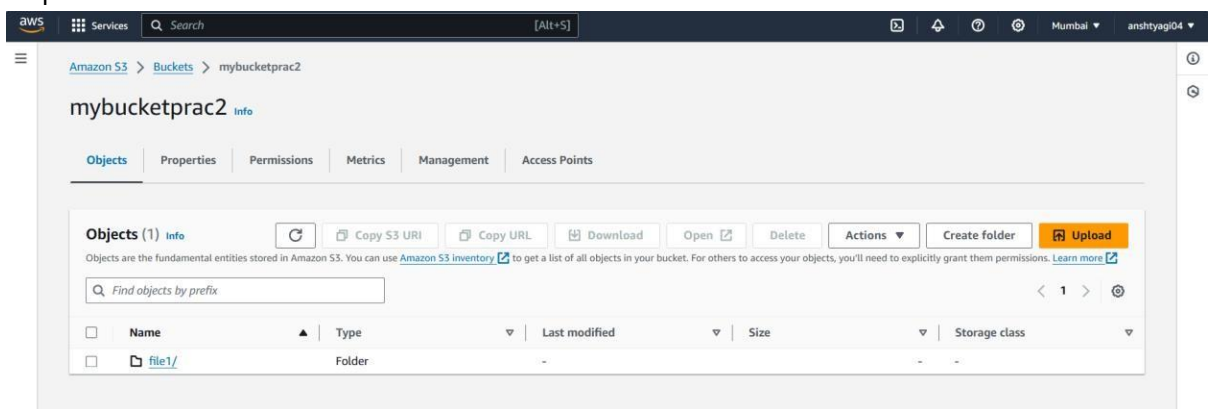 aws Services Search [Alt+S] Mumbai ▼ anshtyagi04 ▼
Amazon S3 > Buckets > mybucketprac2
mybucketprac2 Info
Objects Properties Permissions Metrics Management Access Points
Objects (1) Info Copy S3 URI Copy URL Download Open Delete Actions ▼ Create folder Upload
Objects are the fundamental entities stored in Amazon S3. You can use Amazon S3 inventory to get a list of all objects in your bucket. For others to access your objects, you'll need to explicitly grant them permissions. Learn more
Find objects by prefix < 1 >
Name ▲ Type Last modified Size Storage class
file1/ Folder - - -